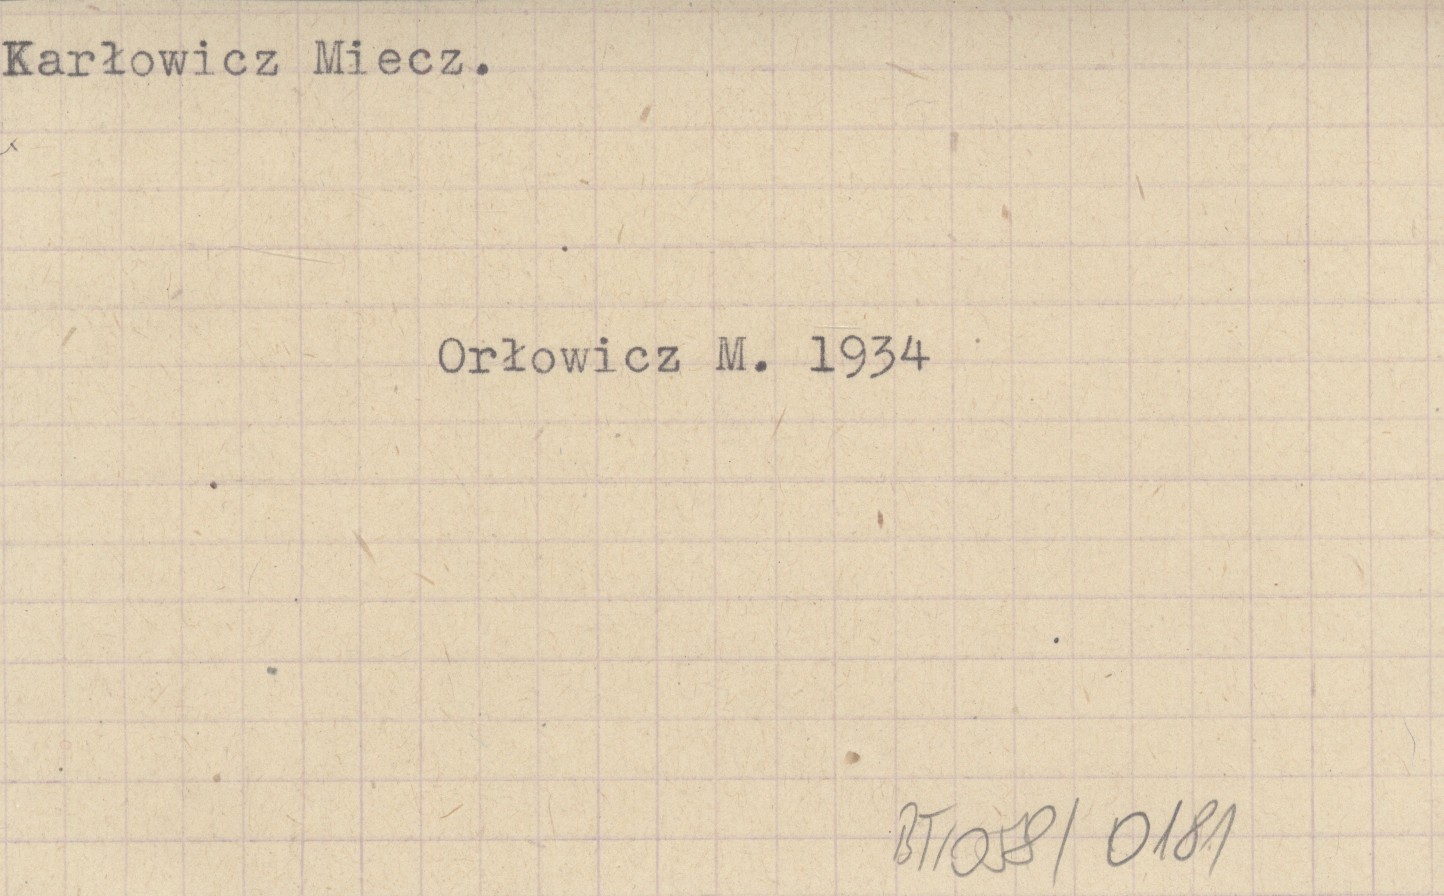 Karłowicz Miecz.
Orłowicz M. 1934
BT/058/ 0181